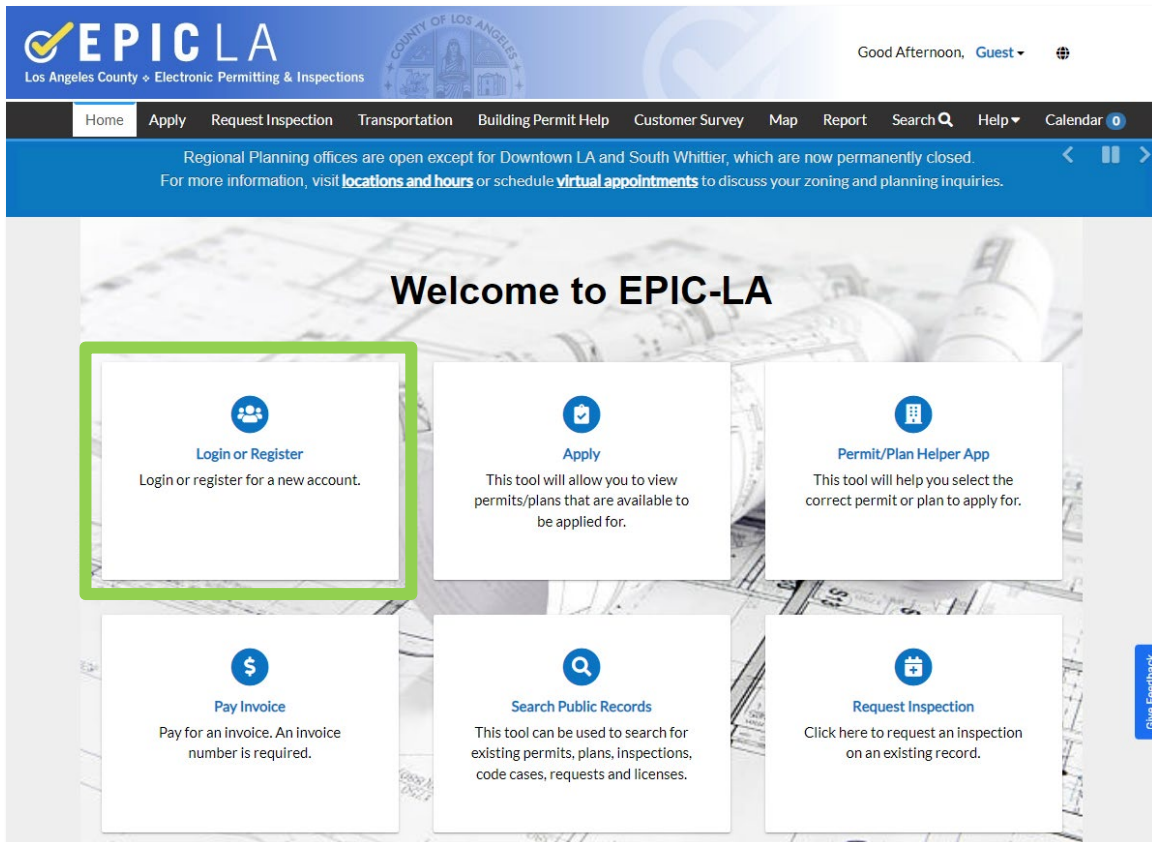 EPIC LA
Los Angeles County Electronic Permitting & Inspections
COUNTY OF LOS ANGELES
Good Afternoon, Guest
Home Apply Request Inspection Transportation Building Permit Help Customer Survey Map Report Search Help Calendar 0
Regional Planning offices are open except for Downtown LA and South Whittier, which are now permanently closed.
For more information, visit locations and hours or schedule virtual appointments to discuss your zoning and planning inquiries.
Welcome to EPIC-LA
Login or Register
Login or register for a new account.
Apply
This tool will allow you to view
permits/plans that are available to
be applied for.
Permit/Plan Helper App
This tool will help you select the
correct permit or plan to apply for.
Pay Invoice
Pay for an invoice. An invoice
number is required.
Search Public Records
This tool can be used to search for
existing permits, plans, inspections,
code cases, requests and licenses.
Request Inspection
Click here to request an inspection
on an existing record.
Give Feedback